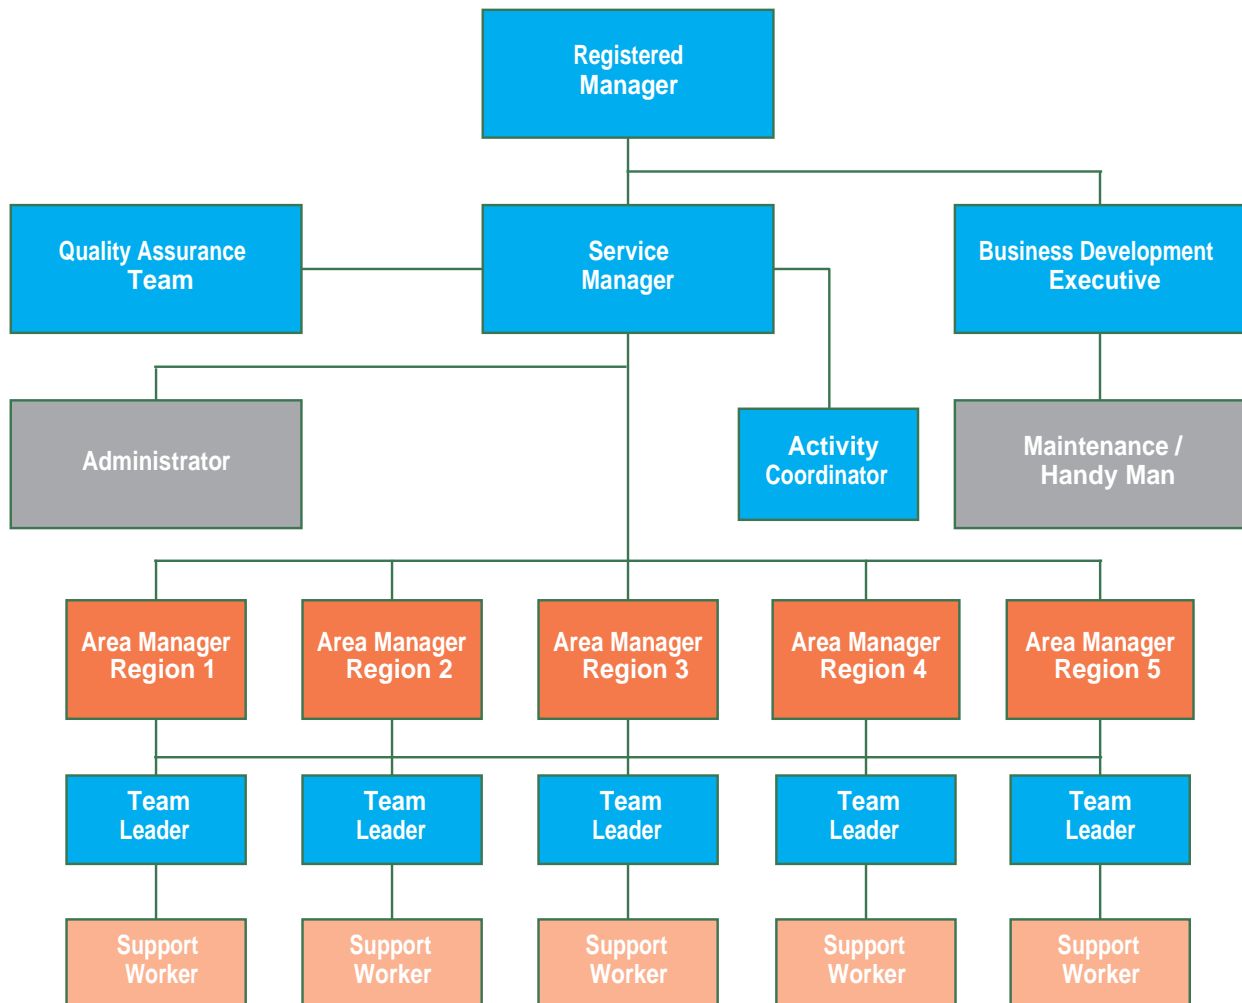 Registered
Manager
Quality Assurance
Team
Service
Manager
Business Development
Executive
Administrator
Activity
Coordinator
Maintenance /
Handy Man
Area Manager
Region 1
Area Manager
Region 2
Area Manager
Region 3
Area Manager
Region 4
Area Manager
Region 5
Team
Leader
Team
Leader
Team
Leader
Team
Leader
Team
Leader
Support
Worker
Support
Worker
Support
Worker
Support
Worker
Support
Worker